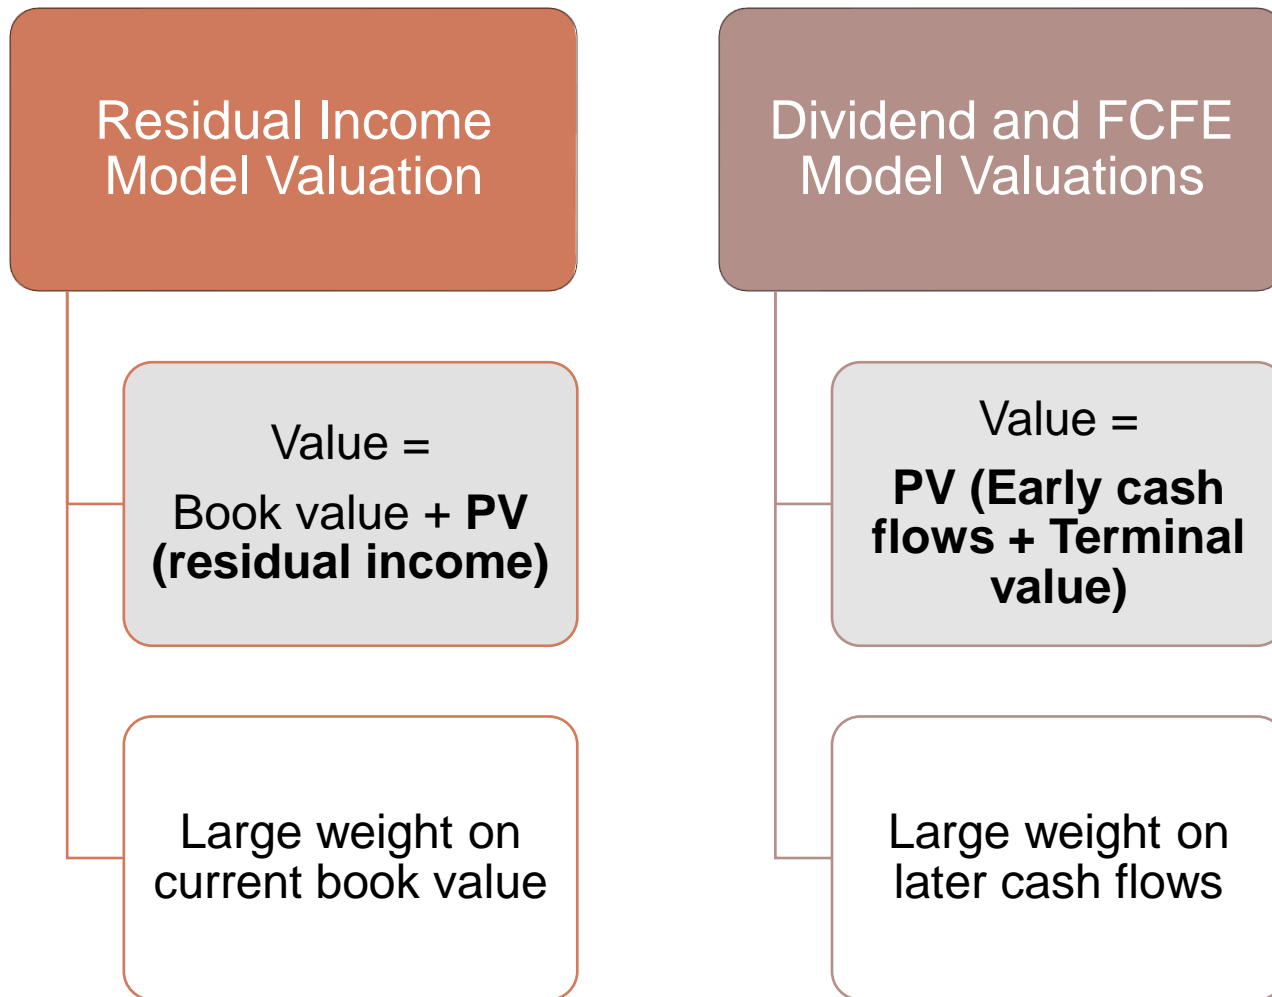 Residual Income
Model Valuation
Value =
Book value + PV
(residual income)
Large weight on
current book value
Dividend and FCFE
Model Valuations
Value =
PV (Early cash
flows + Terminal
value)
Large weight on
later cash flows